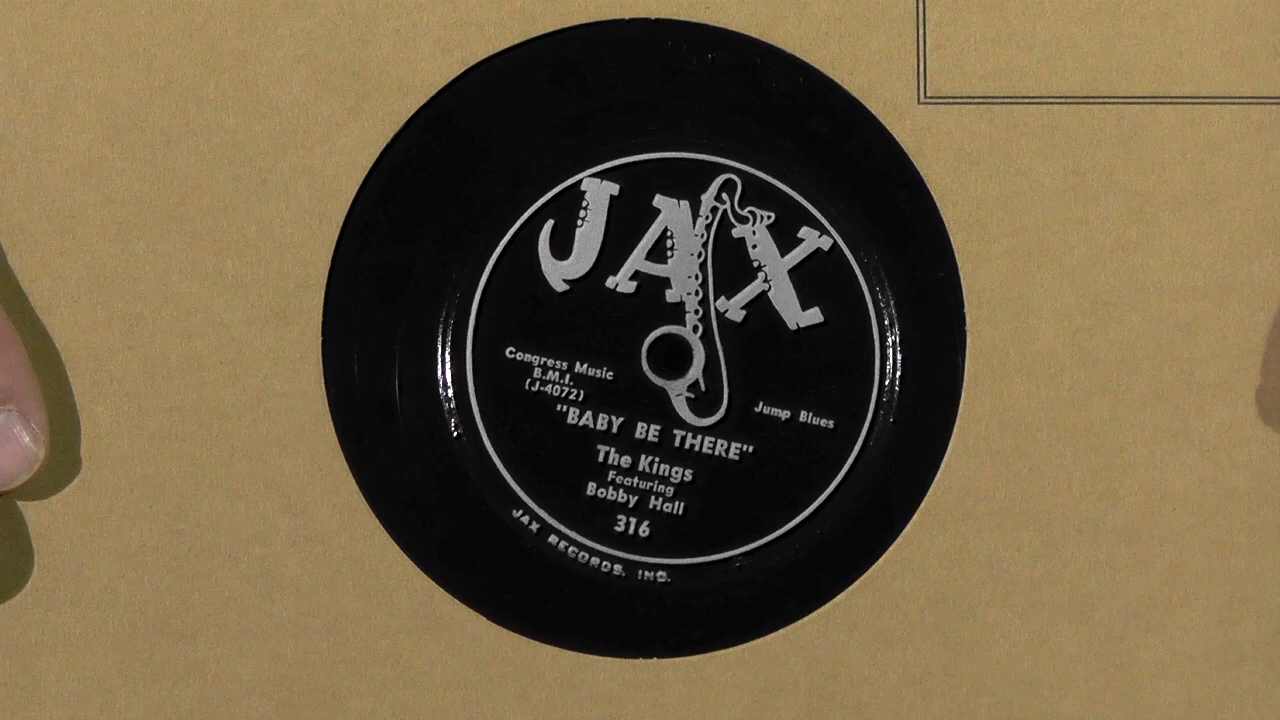 JAX
Congress Music
B.M.I.
(J-4072)
Jump Blues
"BABY BE THERE"
The Kings
Featuring
Bobby Hall
316
JAX RECORDS, INC.